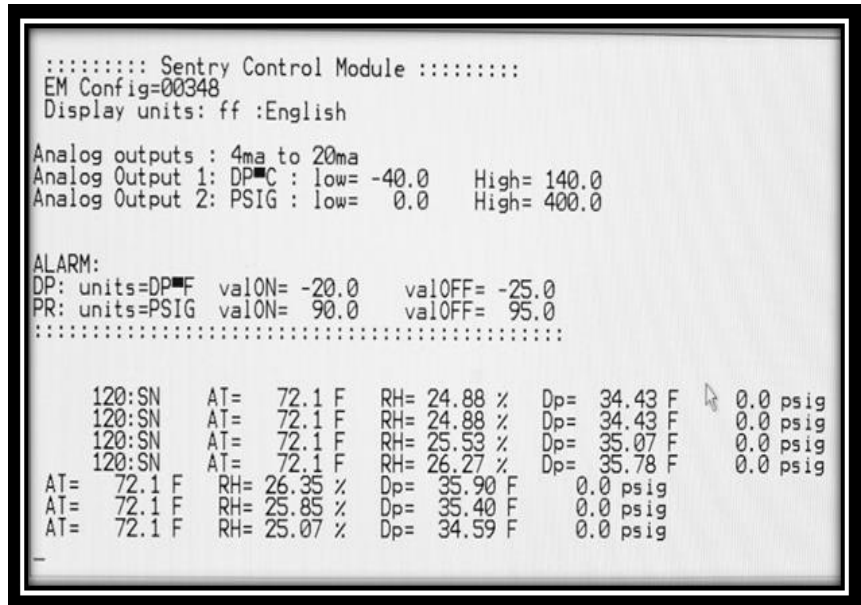 ::::::::: Sentry Control Module :::::::::
EM Config=00348
Display units: ff :English
Analog outputs : 4ma to 20ma
Analog Output 1: DP▀C : low= -40.0 High= 140.0
Analog Output 2: PSIG : low= 0.0 High= 400.0
ALARM:
DP: units=DP▀F valON= -20.0 valOFF= -25.0
PR: units=PSIG valON= 90.0 valOFF= 95.0
:::::::::::::::::::::::::::::::::::::::::::::::
120:SN AT= 72.1 F RH= 24.88 % Dp= 34.43 F 0.0 psig
120:SN AT= 72.1 F RH= 24.88 % Dp= 34.43 F 0.0 psig
120:SN AT= 72.1 F RH= 25.53 % Dp= 35.07 F 0.0 psig
120:SN AT= 72.1 F RH= 26.27 % Dp= 35.78 F 0.0 psig
AT= 72.1 F RH= 26.35 % Dp= 35.90 F 0.0 psig
AT= 72.1 F RH= 25.85 % Dp= 35.40 F 0.0 psig
AT= 72.1 F RH= 25.07 % Dp= 34.59 F 0.0 psig
_